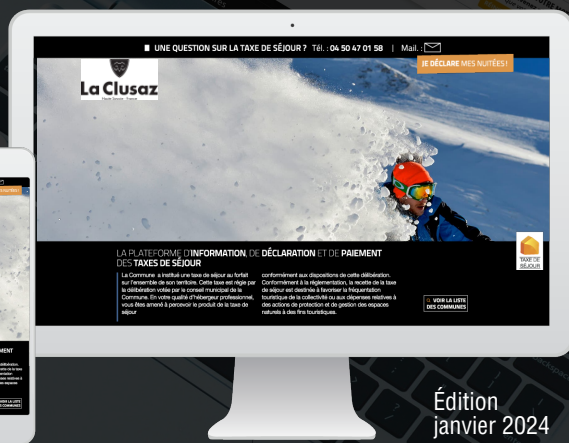 UNE QUESTION SUR LA TAXE DE SÉJOUR ? Tél. : 04 50 47 01 58 | Mail. :
JE DÉCLARE MES NUITÉES !
La Clusaz
LA PLATEFORME D'INFORMATION, DE DÉCLARATION ET DE PAIEMENT
DES TAXES DE SÉJOUR
La Commune a institué une taxe de séjour au forfait
sur l'ensemble de son territoire. Cette taxe est régie par
la délibération votée par le conseil municipal de la
Commune. En votre qualité d'hébergeur professionnel,
vous êtes amené à percevoir le produit de la taxe de
séjour
conformément aux dispositions de cette délibération.
Conformément à la réglementation, la recette de la taxe
de séjour est destinée à favoriser la fréquentation
touristique de la collectivité ou aux dépenses relatives à
des actions de protection et de gestion des espaces
naturels à des fins touristiques.
TAXE DE
SÉJOUR
VOIR LA LISTE
DES COMMUNES
Édition
janvier 2024